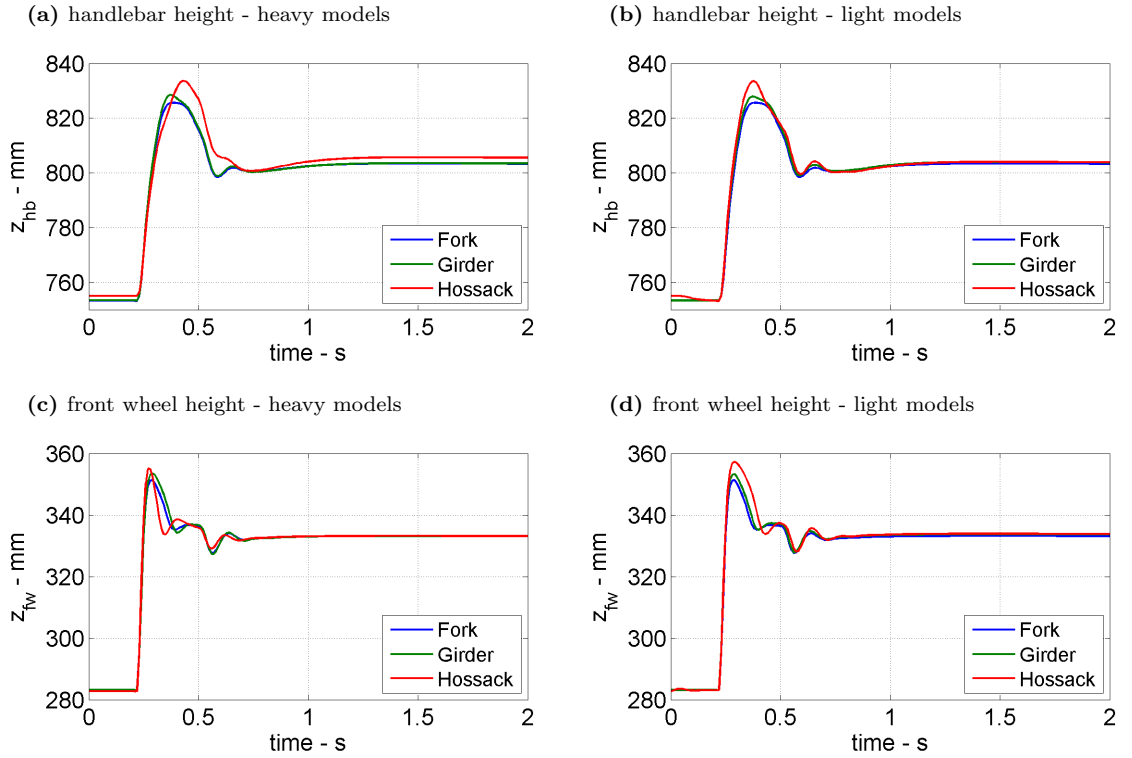 (a) handlebar height - heavy models
840
820
800
780
760
z_hb - mm
0 0.5 1 1.5 2
time - s
Fork
Girder
Hossack
(b) handlebar height - light models
840
820
800
780
760
z_hb - mm
0 0.5 1 1.5 2
time - s
Fork
Girder
Hossack
(c) front wheel height - heavy models
360
340
320
300
280
z_fw - mm
0 0.5 1 1.5 2
time - s
Fork
Girder
Hossack
(d) front wheel height - light models
360
340
320
300
280
z_fw - mm
0 0.5 1 1.5 2
time - s
Fork
Girder
Hossack